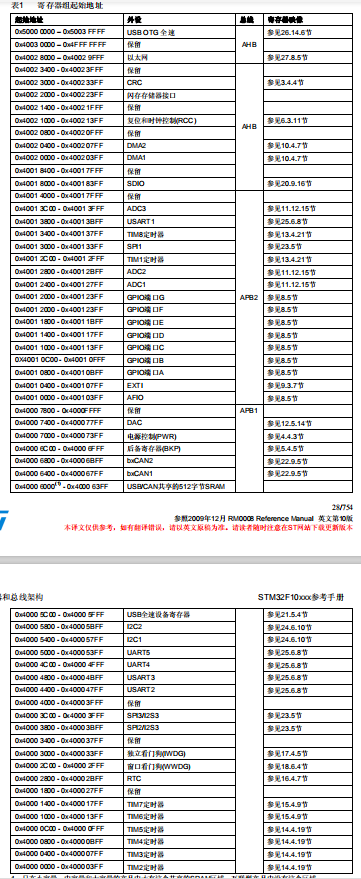 表1 寄存器组起始地址
起始地址 外设 总线 寄存器映像
0x5000 0000 – 0x5003 FFFF USB OTG 全速 AHB 参见26.14.6节
0x4003 0000 – 0x4FFF FFFF 保留
0x4002 8000 – 0x4002 9FFF 以太网 参见27.8.5节
0x4002 3400 - 0x4002 3FFF 保留 AHB
0x4002 3000 - 0x4002 33FF CRC 参见3.4.4节
0x4002 2000 - 0x4002 23FF 闪存存储器接口
0x4002 1400 - 0x4002 1FFF 保留
0x4002 1000 - 0x4002 13FF 复位和时钟控制(RCC) 参见6.3.11节
0x4002 0800 - 0x4002 0FFF 保留
0x4002 0400 - 0x4002 07FF DMA2 参见10.4.7节
0x4002 0000 - 0x4002 03FF DMA1 参见10.4.7节
0x4001 8400 - 0x4001 7FFF 保留
0x4001 8000 - 0x4001 83FF SDIO 参见20.9.16节
0x4001 4000 - 0x4001 7FFF 保留 APB2
0x4001 3C00 - 0x4001 3FFF ADC3 参见11.12.15节
0x4001 3800 - 0x4001 3BFF USART1 参见25.6.8节
0x4001 3400 - 0x4001 37FF TIM8定时器 参见13.4.21节
0x4001 3000 - 0x4001 33FF SPI1 参见23.5节
0x4001 2C00 - 0x4001 2FFF TIM1定时器 参见13.4.21节
0x4001 2800 - 0x4001 2BFF ADC2 参见11.12.15节
0x4001 2400 - 0x4001 27FF ADC1 参见11.12.15节
0x4001 2000 - 0x4001 23FF GPIO端口G 参见8.5节
0x4001 2000 - 0x4001 23FF GPIO端口F 参见8.5节
0x4001 1800 - 0x4001 1BFF GPIO端口E 参见8.5节
0x4001 1400 - 0x4001 17FF GPIO端口D 参见8.5节
0x4001 1000 - 0x4001 13FF GPIO端口C 参见8.5节
0X4001 0C00 - 0x4001 0FFF GPIO端口B 参见8.5节
0x4001 0800 - 0x4001 0BFF GPIO端口A 参见8.5节
0x4001 0400 - 0x4001 07FF EXTI 参见9.3.7节
0x4001 0000 - 0x4001 03FF AFIO 参见8.5节
0x4000 7800 - 0x4000FFFF 保留 APB1
0x4000 7400 - 0x4000 77FF DAC 参见12.5.14节
0x4000 7000 - 0x4000 73FF 电源控制(PWR) 参见4.4.3节
0x4000 6C00 - 0x4000 6FFF 后备寄存器(BKP) 参见5.4.5节
0x4000 6800 - 0x4000 6BFF bxCAN2 参见22.9.5节
0x4000 6400 - 0x4000 67FF bxCAN1 参见22.9.5节
0x4000 6000(1) - 0x4000 63FF USB/CAN共享的512字节SRAM
28/754
参照2009年12月 RM0008 Reference Manual 英文第10版
本译文仅供参考，如有翻译错误，请以英文原稿为准。请读者随时注意在ST网站下载更新版本
器和总线架构 STM32F10xxx参考手册
0x4000 5C00 - 0x4000 5FFF USB全速设备寄存器 参见21.5.4节
0x4000 5800 - 0x4000 5BFF I2C2 参见24.6.10节
0x4000 5400 - 0x4000 57FF I2C1 参见24.6.10节
0x4000 5000 - 0x4000 53FF UART5 参见25.6.8节
0x4000 4C00 - 0x4000 4FFF UART4 参见25.6.8节
0x4000 4800 - 0x4000 4BFF USART3 参见25.6.8节
0x4000 4400 - 0x4000 47FF USART2 参见25.6.8节
0x4000 4000 - 0x4000 3FFF 保留
0x4000 3C00 - 0x4000 3FFF SPI3/I2S3 参见23.5节
0x4000 3800 - 0x4000 3BFF SPI2/I2S3 参见23.5节
0x4000 3400 - 0x4000 37FF 保留
0x4000 3000 - 0x4000 33FF 独立看门狗(IWDG) 参见17.4.5节
0x4000 2C00 - 0x4000 2FFF 窗口看门狗(WWDG) 参见18.6.4节
0x4000 2800 - 0x4000 2BFF RTC 参见16.4.7节
0x4000 1800 - 0x4000 27FF 保留
0x4000 1400 - 0x4000 17FF TIM7定时器 参见15.4.9节
0x4000 1000 - 0x4000 13FF TIM6定时器 参见15.4.9节
0x4000 0C00 - 0x4000 0FFF TIM5定时器 参见14.4.19节
0x4000 0800 - 0x4000 0BFF TIM4定时器 参见14.4.19节
0x4000 0400 - 0x4000 07FF TIM3定时器 参见14.4.19节
0x4000 0000 - 0x4000 03FF TIM2定时器 参见14.4.19节